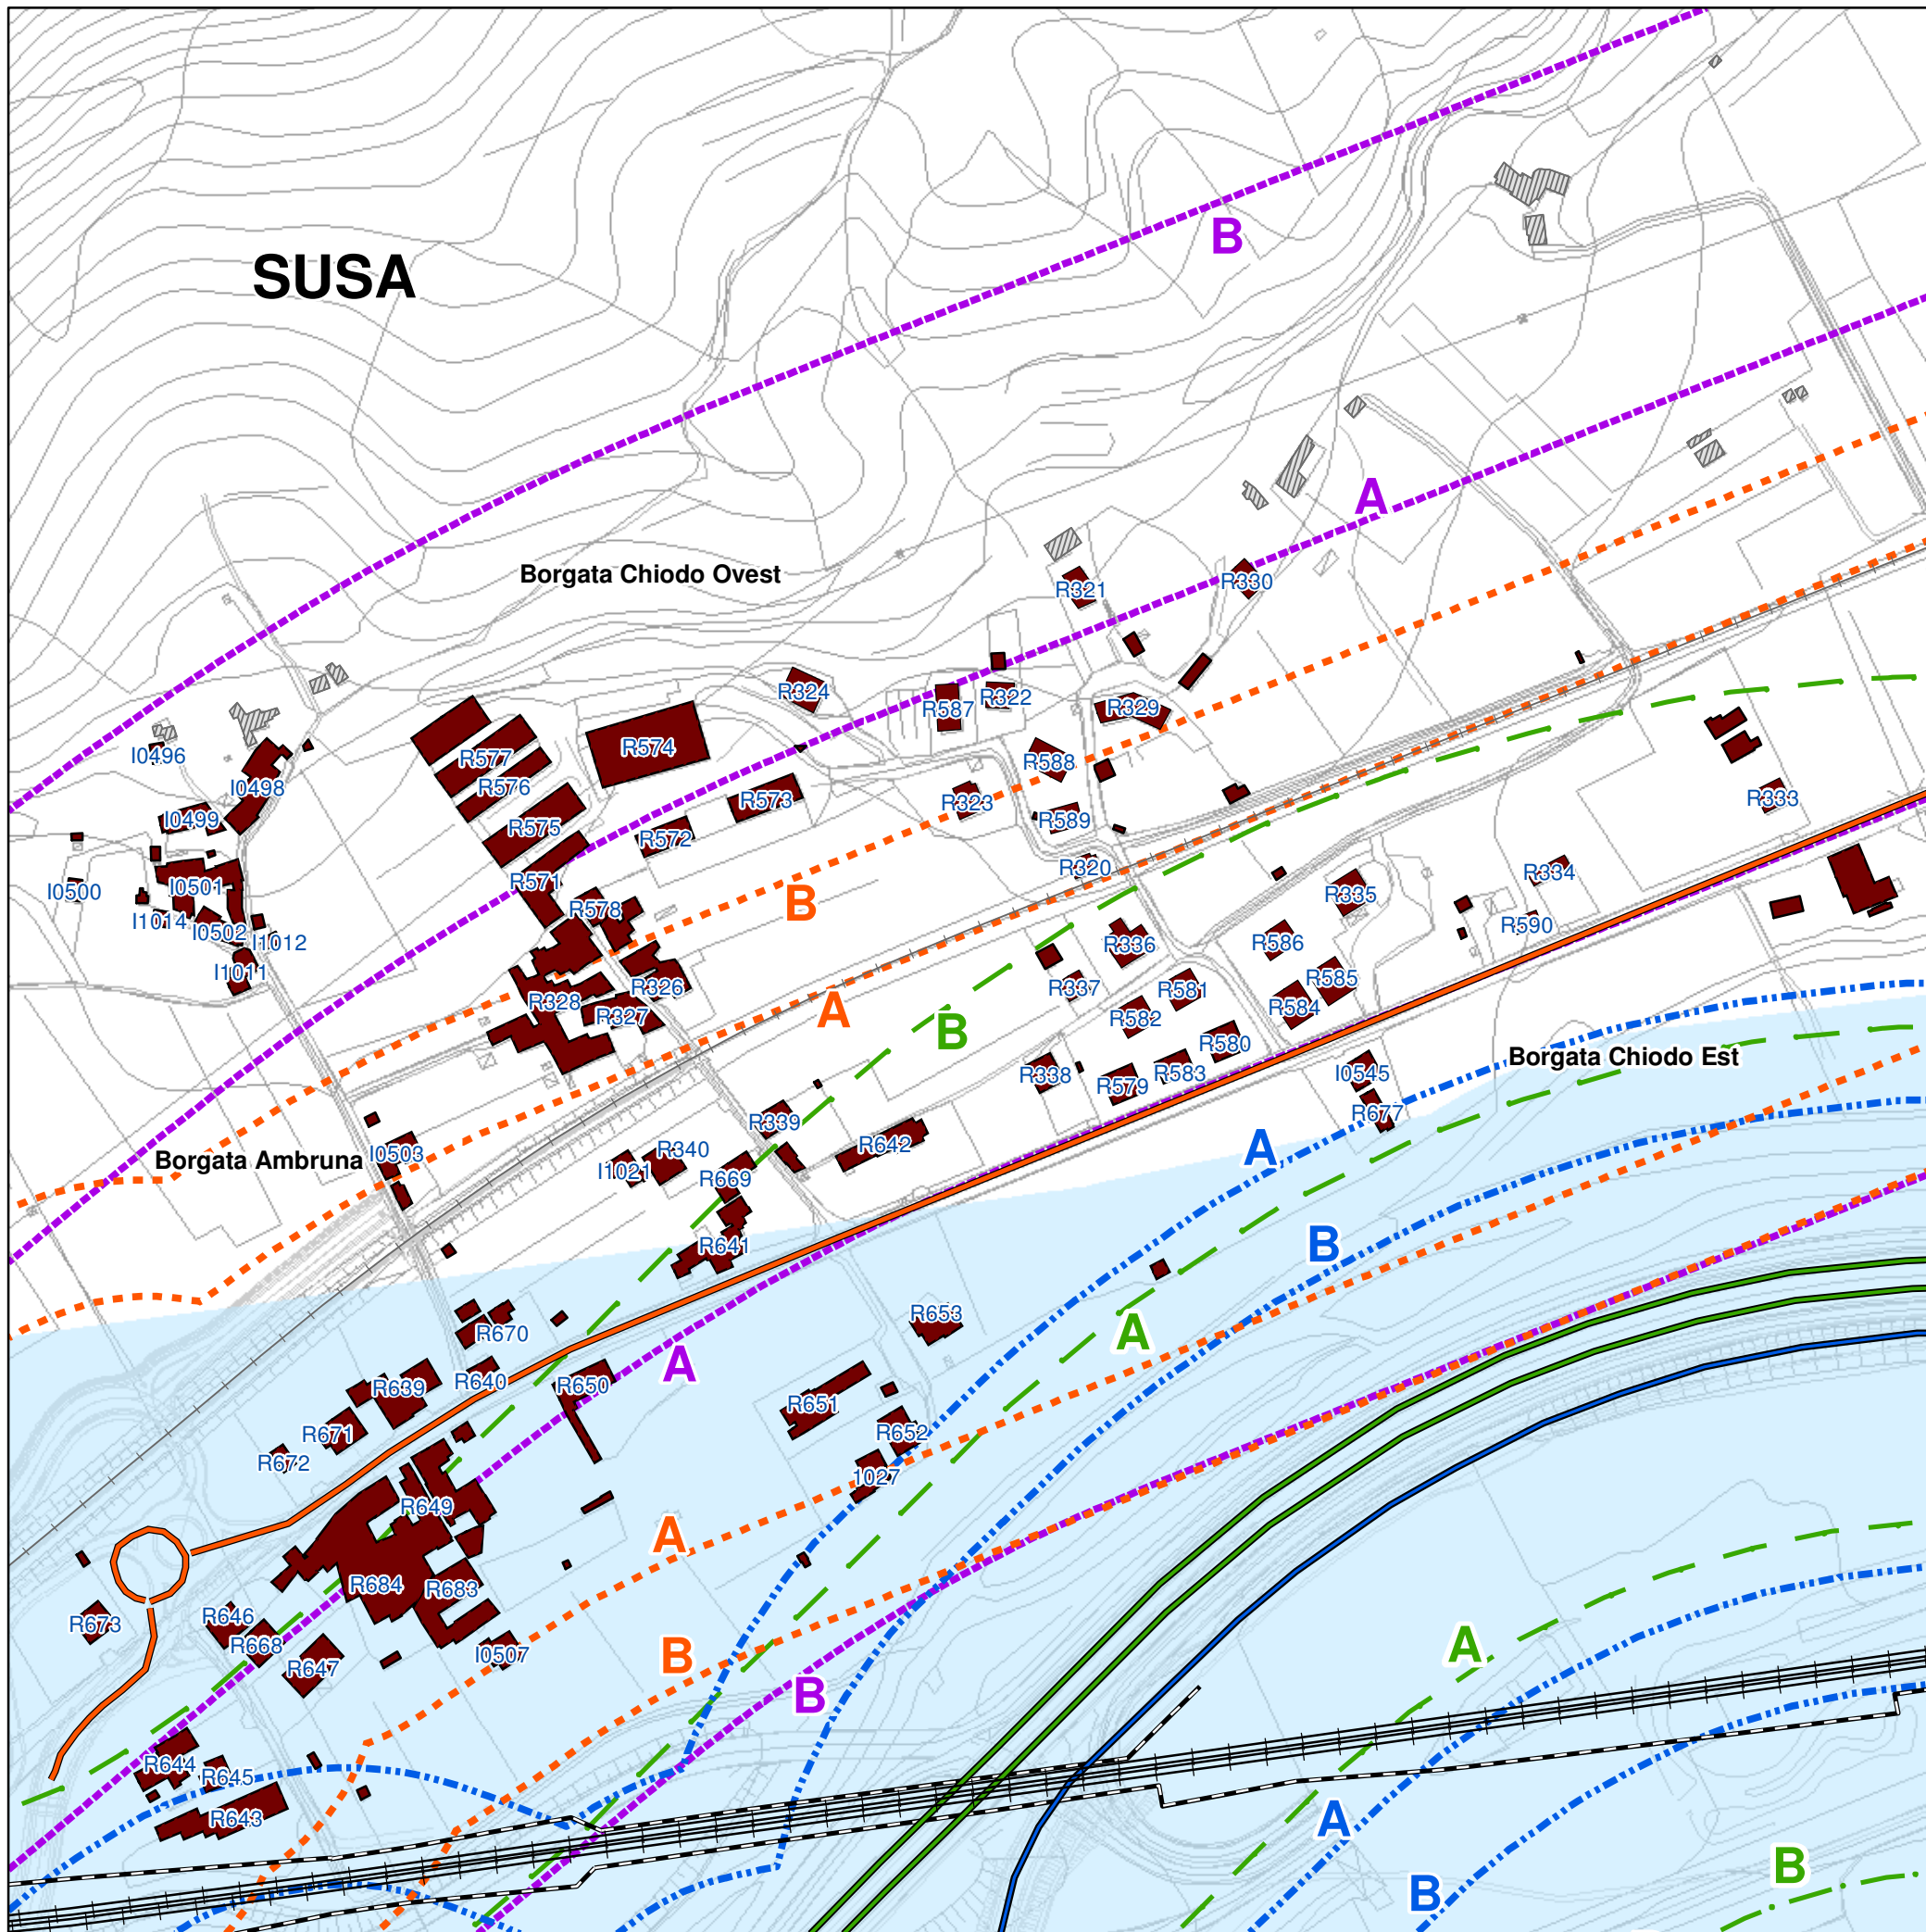 B
SUSA
A
Borgata Chiodo Ovest
R321
R330
R324
R587
R322
R329
I0496
R577
R574
R588
I0498
R576
R573
R323
R333
I0499
R575
R572
R589
I0500
I0501
R571
R320
R335
R334
I1014
I0502
R578
B
I1012
R336
R586
R590
I1011
R328
R326
R327
A
B
R337
R581
R585
R582
R584
R580
Borgata Chiodo Est
R338
R579
R583
I0545
R677
Borgata Ambruna
I0503
R339
R642
I1021
R340
R669
A
R641
B
R653
R670
A
A
R639
R640
R650
R651
R671
R672
R652
1027
R649
A
R684
R683
R673
R646
R668
R647
I0507
B
A
B
R644
R645
R643
A
B
B